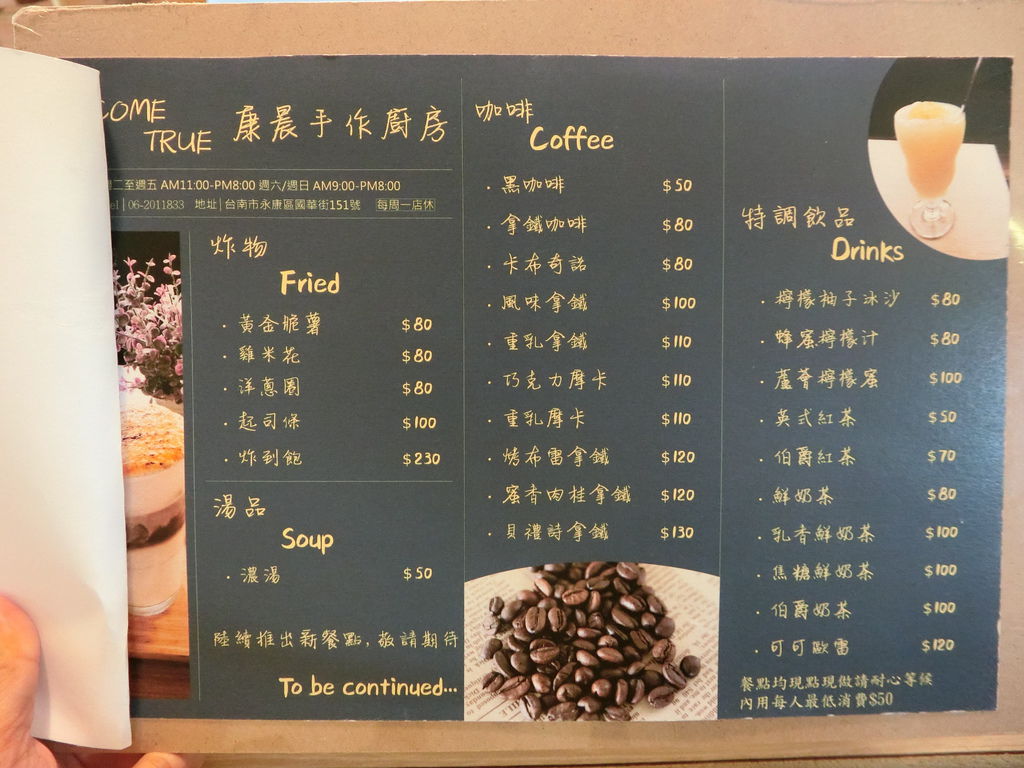 COME
TRUE 康晨手作廚房
二至週五 AM11:00-PM8:00 週六/週日 AM9:00-PM8:00
el | 06-2011833 地址 | 台南市永康區國華街151號 每周一店休
炸物
Fried
· 黃金脆薯 $80
· 雞米花 $80
· 洋蔥圈 $80
· 起司條 $100
· 炸到飽 $230
湯品
Soup
· 濃湯 $50
陸續推出新餐點,敬請期待
To be continued...
咖啡
Coffee
· 黑咖啡 $50
· 拿鐵咖啡 $80
· 卡布奇諾 $80
· 風味拿鐵 $100
· 重乳拿鐵 $110
· 巧克力摩卡 $110
· 重乳摩卡 $110
· 烤布雷拿鐵 $120
· 蜜香肉桂拿鐵 $120
· 貝禮詩拿鐵 $130
特調飲品
Drinks
· 檸檬柚子冰沙 $80
· 蜂蜜檸檬汁 $80
· 蘆薈檸檬蜜 $100
· 英式紅茶 $50
· 伯爵紅茶 $70
· 鮮奶茶 $80
· 乳香鮮奶茶 $100
· 焦糖鮮奶茶 $100
· 伯爵奶茶 $100
· 可可歐蕾 $120
餐點均現點現做請耐心等候
內用每人最低消費$50